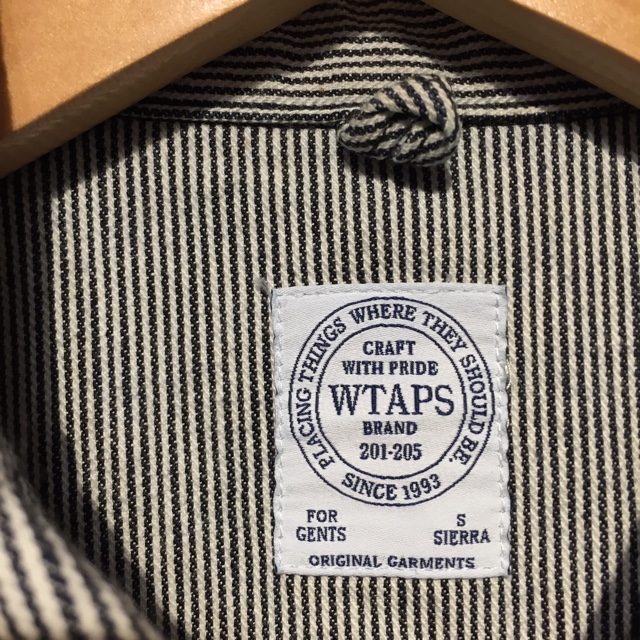 PLACING THINGS WHERE THEY SHOULD BE.
CRAFT
WITH PRIDE
WTAPS
BRAND
201-205
SINCE 1993
FOR
GENTS
S
SIERRA
ORIGINAL GARMENTS